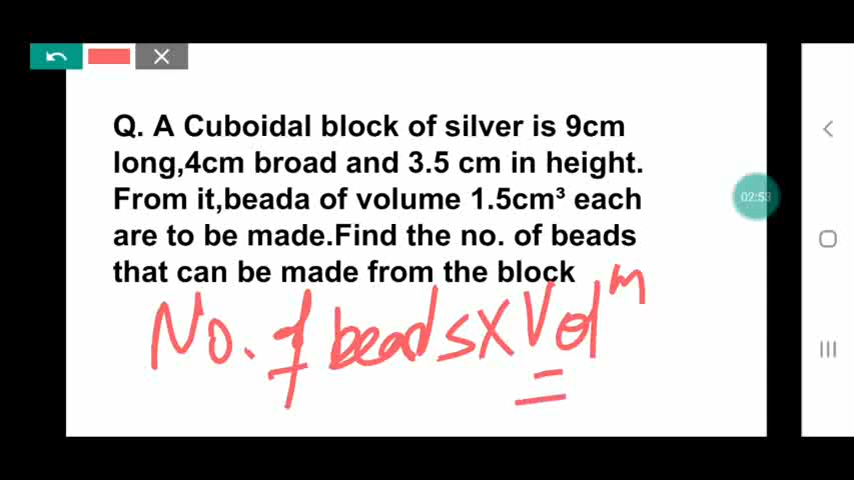 Q. A Cuboidal block of silver is 9cm
long,4cm broad and 3.5 cm in height.
From it,beada of volume 1.5cm³ each
are to be made.Find the no. of beads
that can be made from the block
No. of beads X Volᵐ
02:53